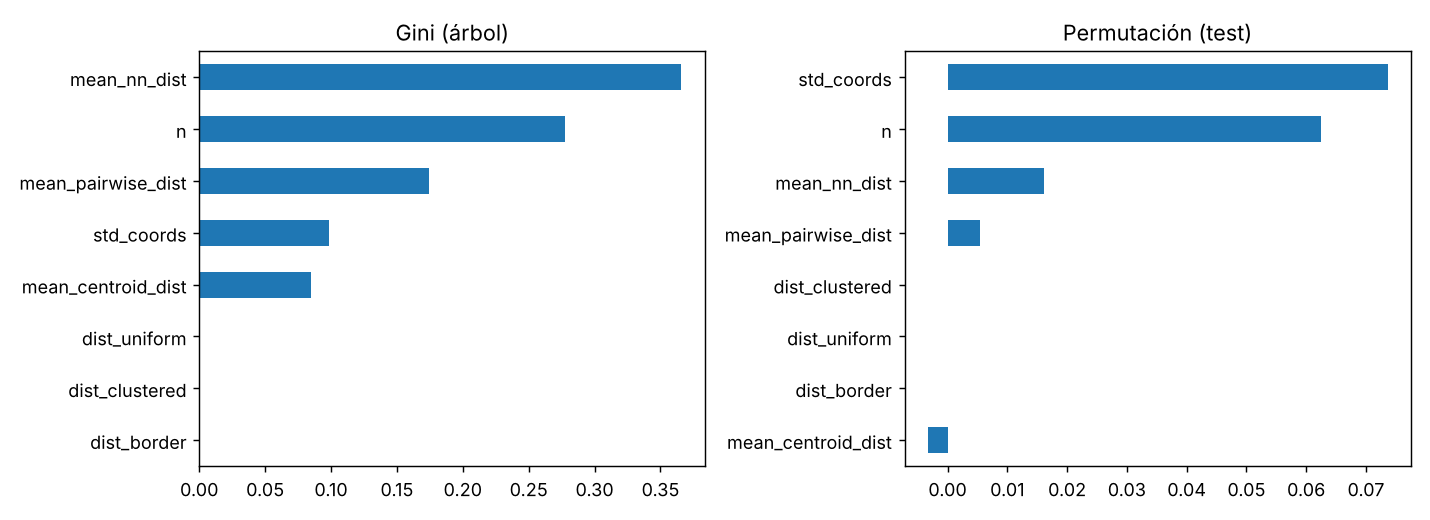 Gini (árbol)
mean_nn_dist
n
mean_pairwise_dist
std_coords
mean_centroid_dist
dist_uniform
dist_clustered
dist_border
0.00 0.05 0.10 0.15 0.20 0.25 0.30 0.35
Permutación (test)
std_coords
n
mean_nn_dist
mean_pairwise_dist
dist_clustered
dist_uniform
dist_border
mean_centroid_dist
0.00 0.01 0.02 0.03 0.04 0.05 0.06 0.07